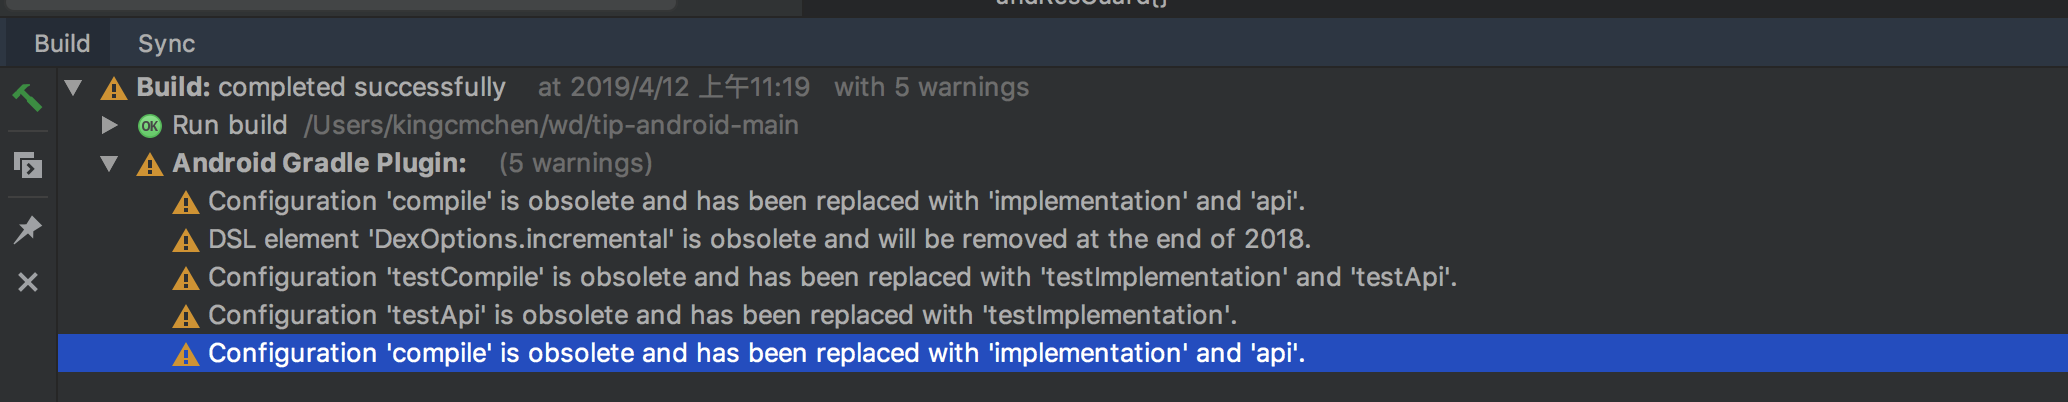 andResGuard{}
Build Sync
Build: completed successfully at 2019/4/12 上午11:19 with 5 warnings
OK Run build /Users/kingcmchen/wd/tip-android-main
Android Gradle Plugin: (5 warnings)
Configuration 'compile' is obsolete and has been replaced with 'implementation' and 'api'.
DSL element 'DexOptions.incremental' is obsolete and will be removed at the end of 2018.
Configuration 'testCompile' is obsolete and has been replaced with 'testImplementation' and 'testApi'.
Configuration 'testApi' is obsolete and has been replaced with 'testImplementation'.
Configuration 'compile' is obsolete and has been replaced with 'implementation' and 'api'.